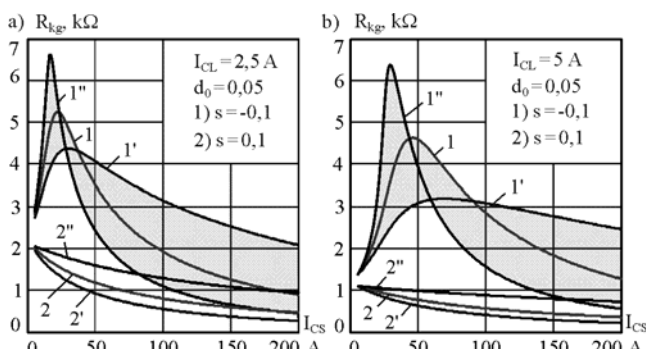 a) R_kg, kΩ
7
6
5
4
3
2
1
0
I_CL=2,5 A
d_0=0,05
1) s=-0,1
2) s=0,1
1"
1
1'
2"
2
2'
I_CS
0 50 100 150 200 A
b) R_kg, kΩ
7
6
5
4
3
2
1
0
I_CL=5 A
d_0=0,05
1) s=-0,1
2) s=0,1
1"
1
1'
2"
2
2'
I_CS
0 50 100 150 200 A